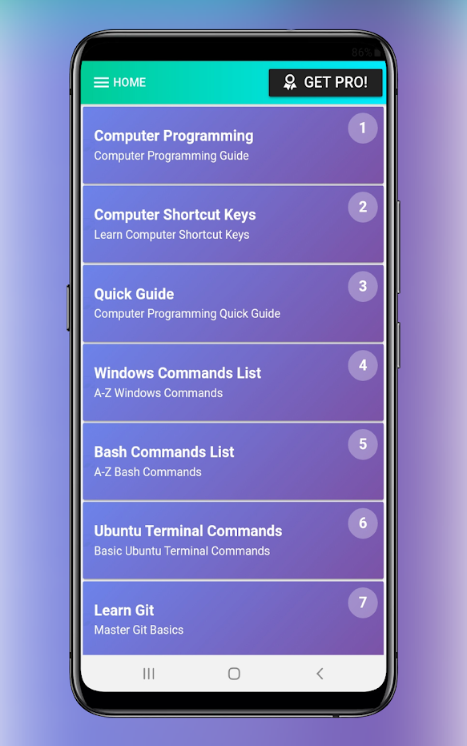 86%
HOME
GET PRO!
Computer Programming
1
Computer Programming Guide
Computer Shortcut Keys
2
Learn Computer Shortcut Keys
Quick Guide
3
Computer Programming Quick Guide
Windows Commands List
4
A-Z Windows Commands
Bash Commands List
5
A-Z Bash Commands
Ubuntu Terminal Commands
6
Basic Ubuntu Terminal Commands
Learn Git
7
Master Git Basics